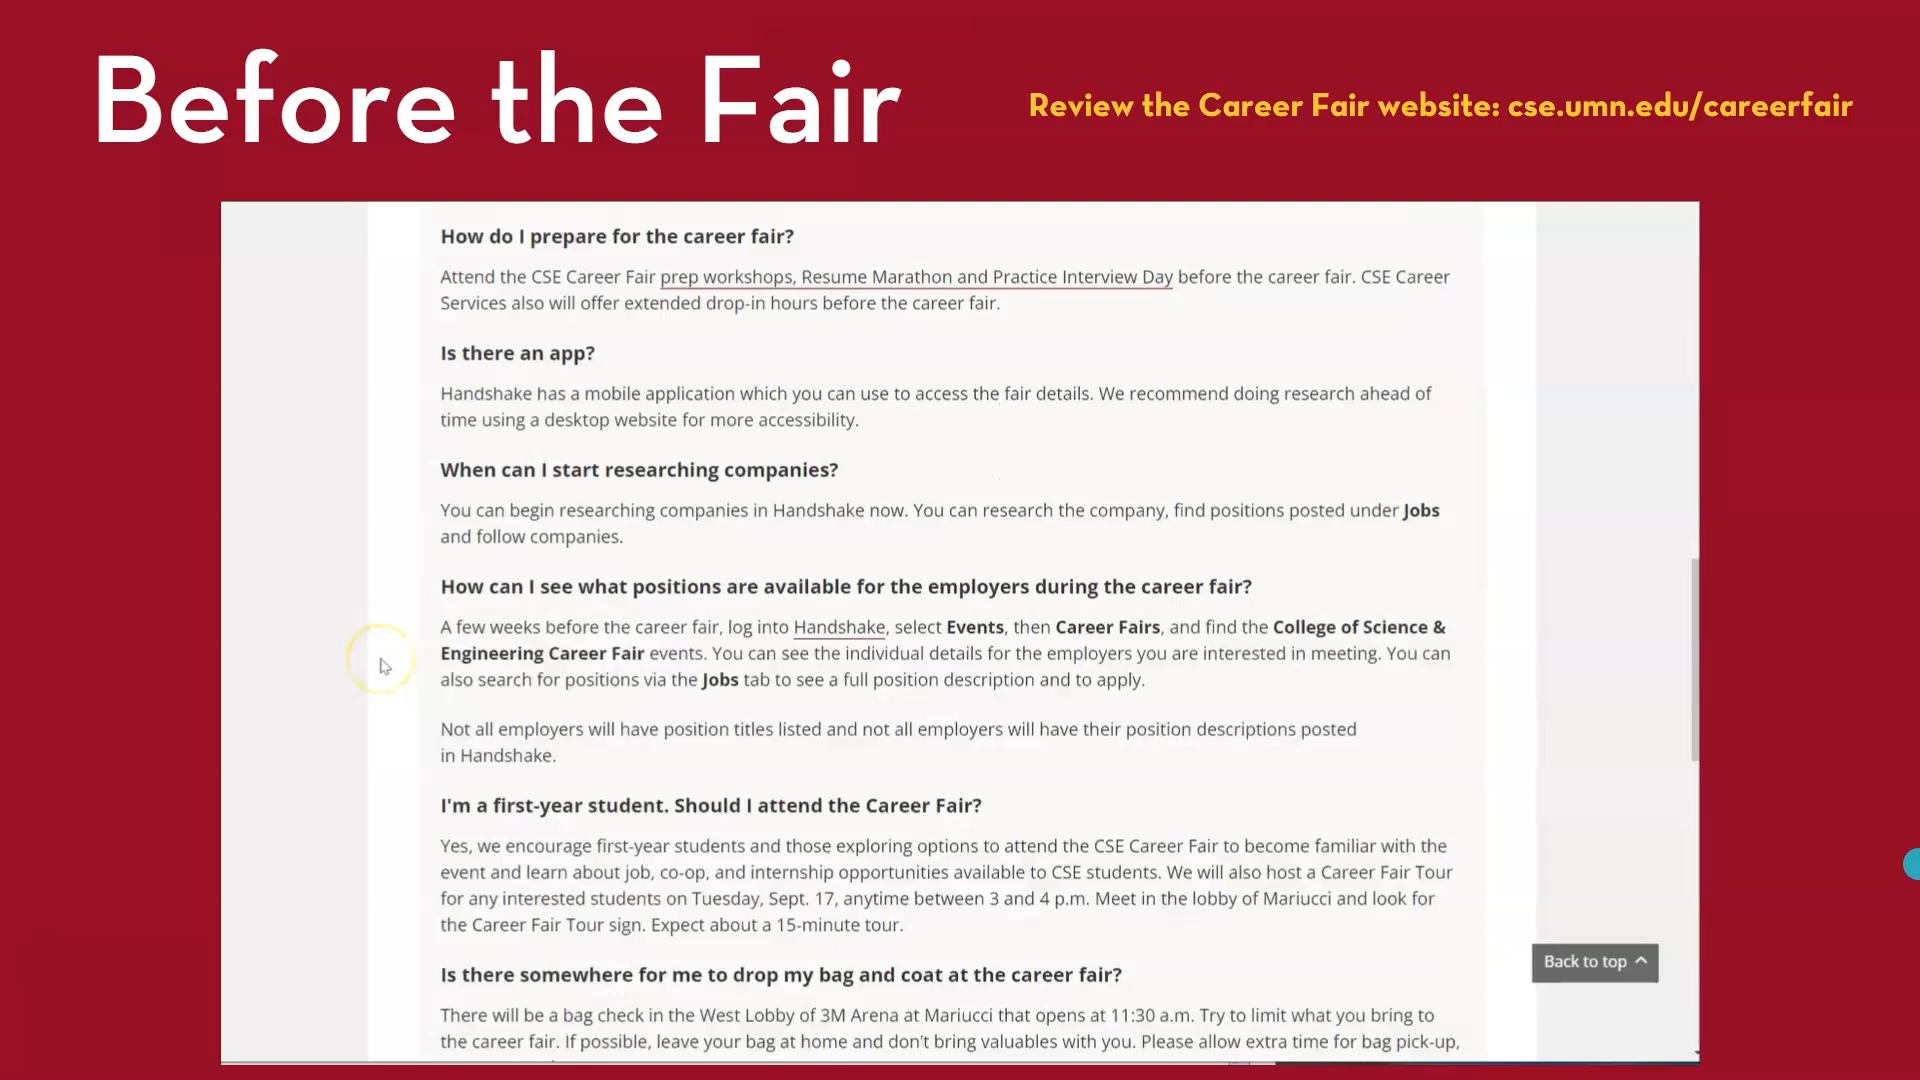 Before the Fair
Review the Career Fair website: cse.umn.edu/careerfair
How do I prepare for the career fair?
Attend the CSE Career Fair prep workshops, Resume Marathon and Practice Interview Day before the career fair. CSE Career
Services also will offer extended drop-in hours before the career fair.
Is there an app?
Handshake has a mobile application which you can use to access the fair details. We recommend doing research ahead of
time using a desktop website for more accessibility.
When can I start researching companies?
You can begin researching companies in Handshake now. You can research the company, find positions posted under Jobs
and follow companies.
How can I see what positions are available for the employers during the career fair?
A few weeks before the career fair, log into Handshake, select Events, then Career Fairs, and find the College of Science &
Engineering Career Fair events. You can see the individual details for the employers you are interested in meeting. You can
also search for positions via the Jobs tab to see a full position description and to apply.
Not all employers will have position titles listed and not all employers will have their position descriptions posted
in Handshake.
I'm a first-year student. Should I attend the Career Fair?
Yes, we encourage first-year students and those exploring options to attend the CSE Career Fair to become familiar with the
event and learn about job, co-op, and internship opportunities available to CSE students. We will also host a Career Fair Tour
for any interested students on Tuesday, Sept. 17, anytime between 3 and 4 p.m. Meet in the lobby of Mariucci and look for
the Career Fair Tour sign. Expect about a 15-minute tour.
Back to top
Is there somewhere for me to drop my bag and coat at the career fair?
There will be a bag check in the West Lobby of 3M Arena at Mariucci that opens at 11:30 a.m. Try to limit what you bring to
the career fair. If possible, leave your bag at home and don't bring valuables with you. Please allow extra time for bag pick-up,